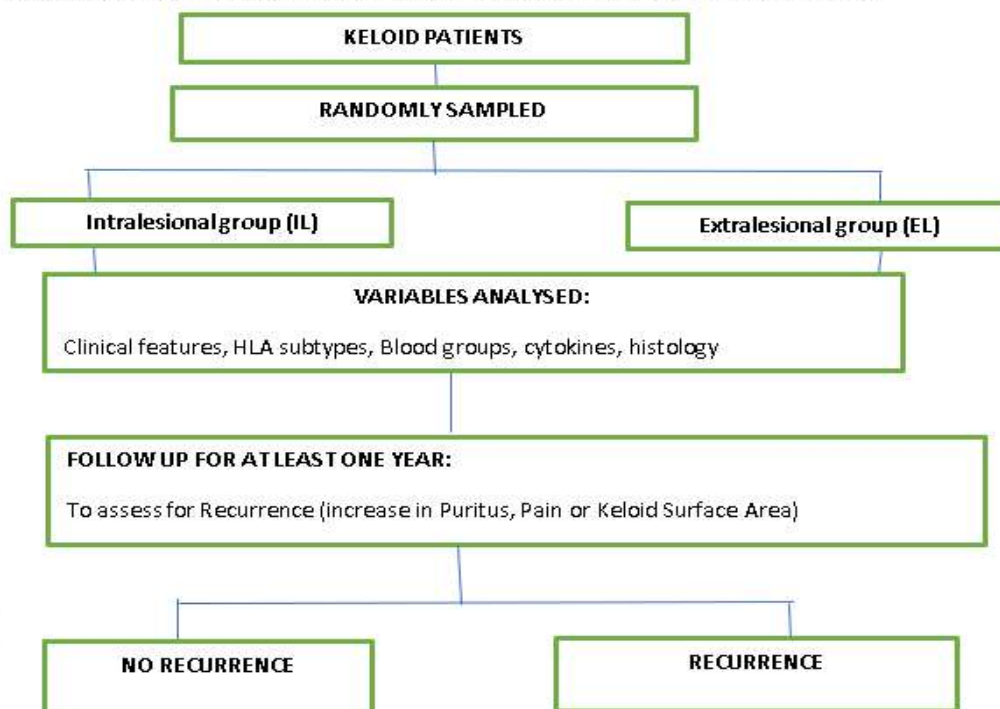 KELOID PATIENTS
RANDOMLY SAMPLED
Intralesional group (IL)
Extralesional group (EL)
VARIABLES ANALYSED:
Clinical features, HLA subtypes, Blood groups, cytokines, histology
FOLLOW UP FOR AT LEAST ONE YEAR:
To assess for Recurrence (increase in Puritus, Pain or Keloid Surface Area)
NO RECURRENCE
RECURRENCE